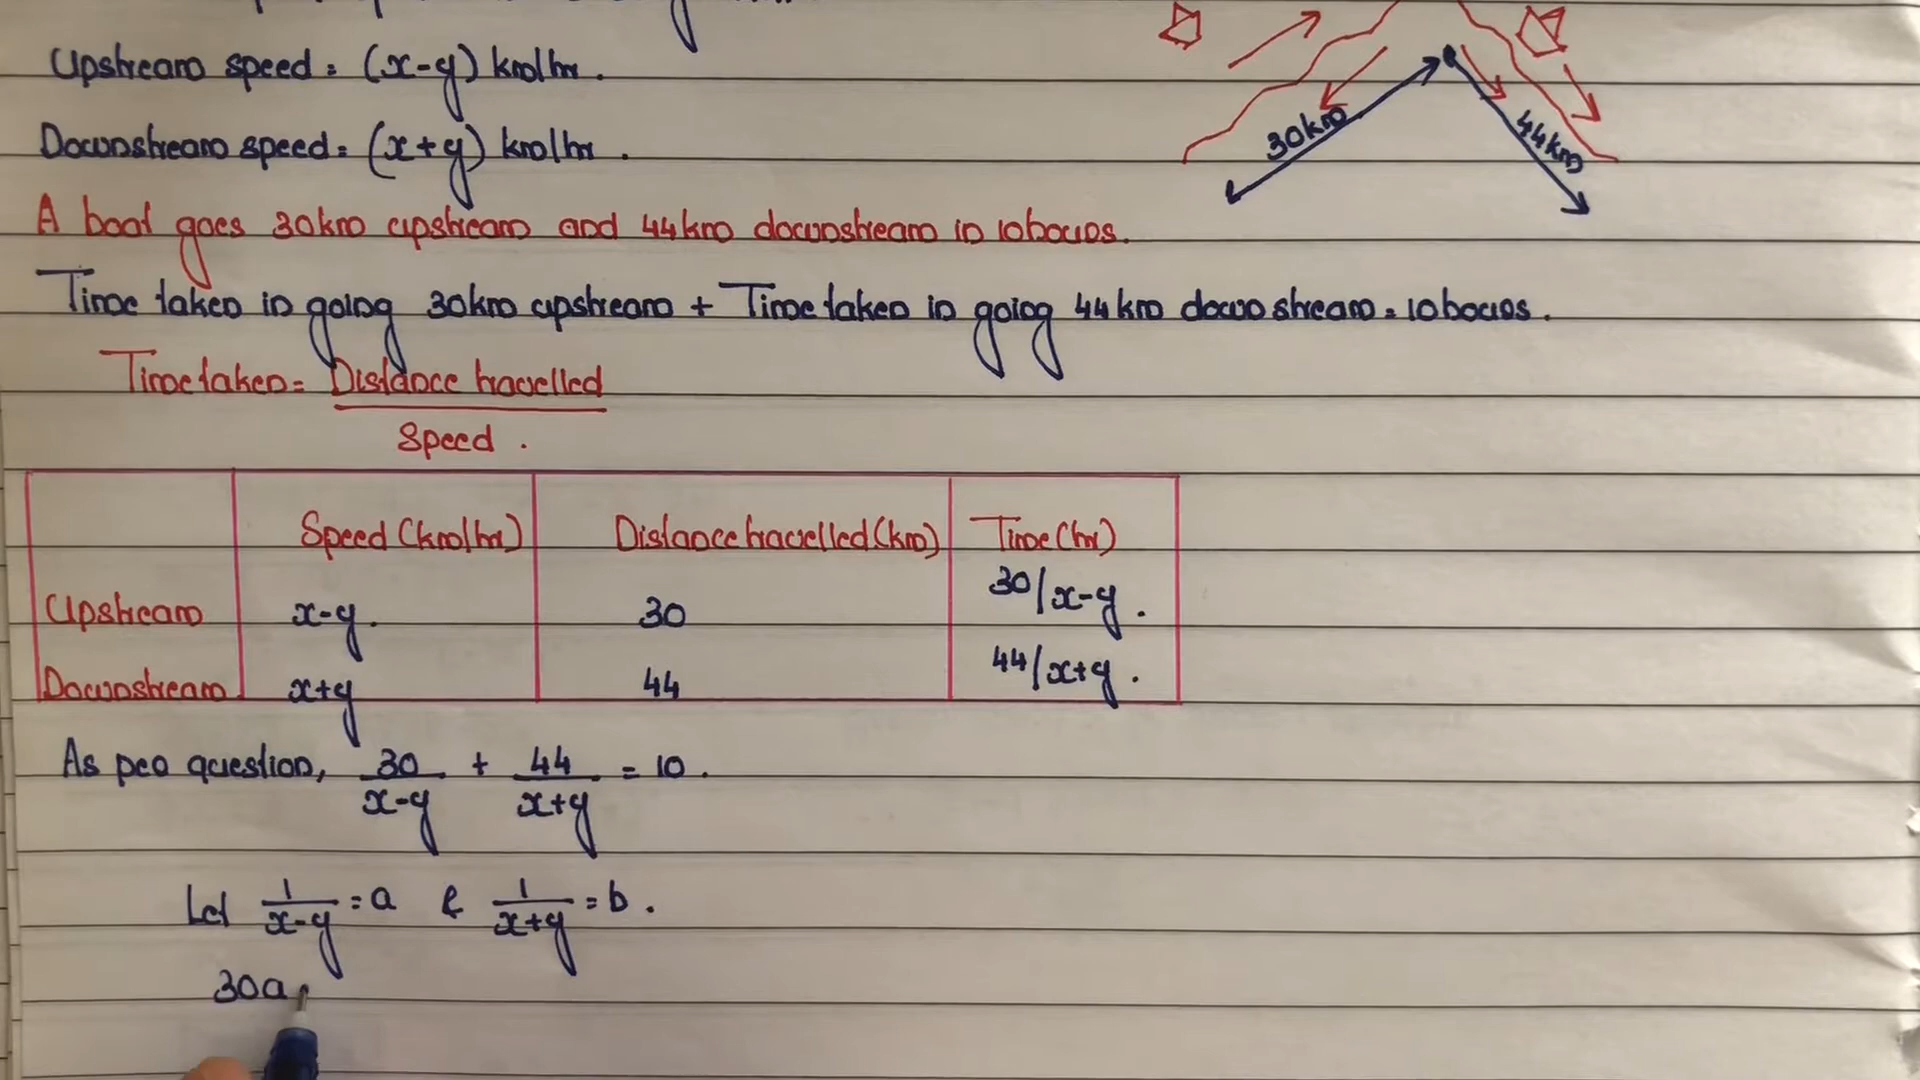 Upstream speed = (x-y) km/hr.
Downstream speed = (x+y) km/hr.
30km
44km
A boat goes 30km upstream and 44km downstream in 10hours.
Time taken in going 30km upstream + Time taken in going 44km down stream = 10hours.
Time taken = Distance travelled
Speed.
Speed (km/hr) Distance travelled (km) Time (hr)
Upstream x-y. 30 30/x-y.
Downstream x+y 44 44/x+y.
As per question, 30/x-y + 44/x+y = 10.
Let 1/x-y = a & 1/x+y = b.
30a